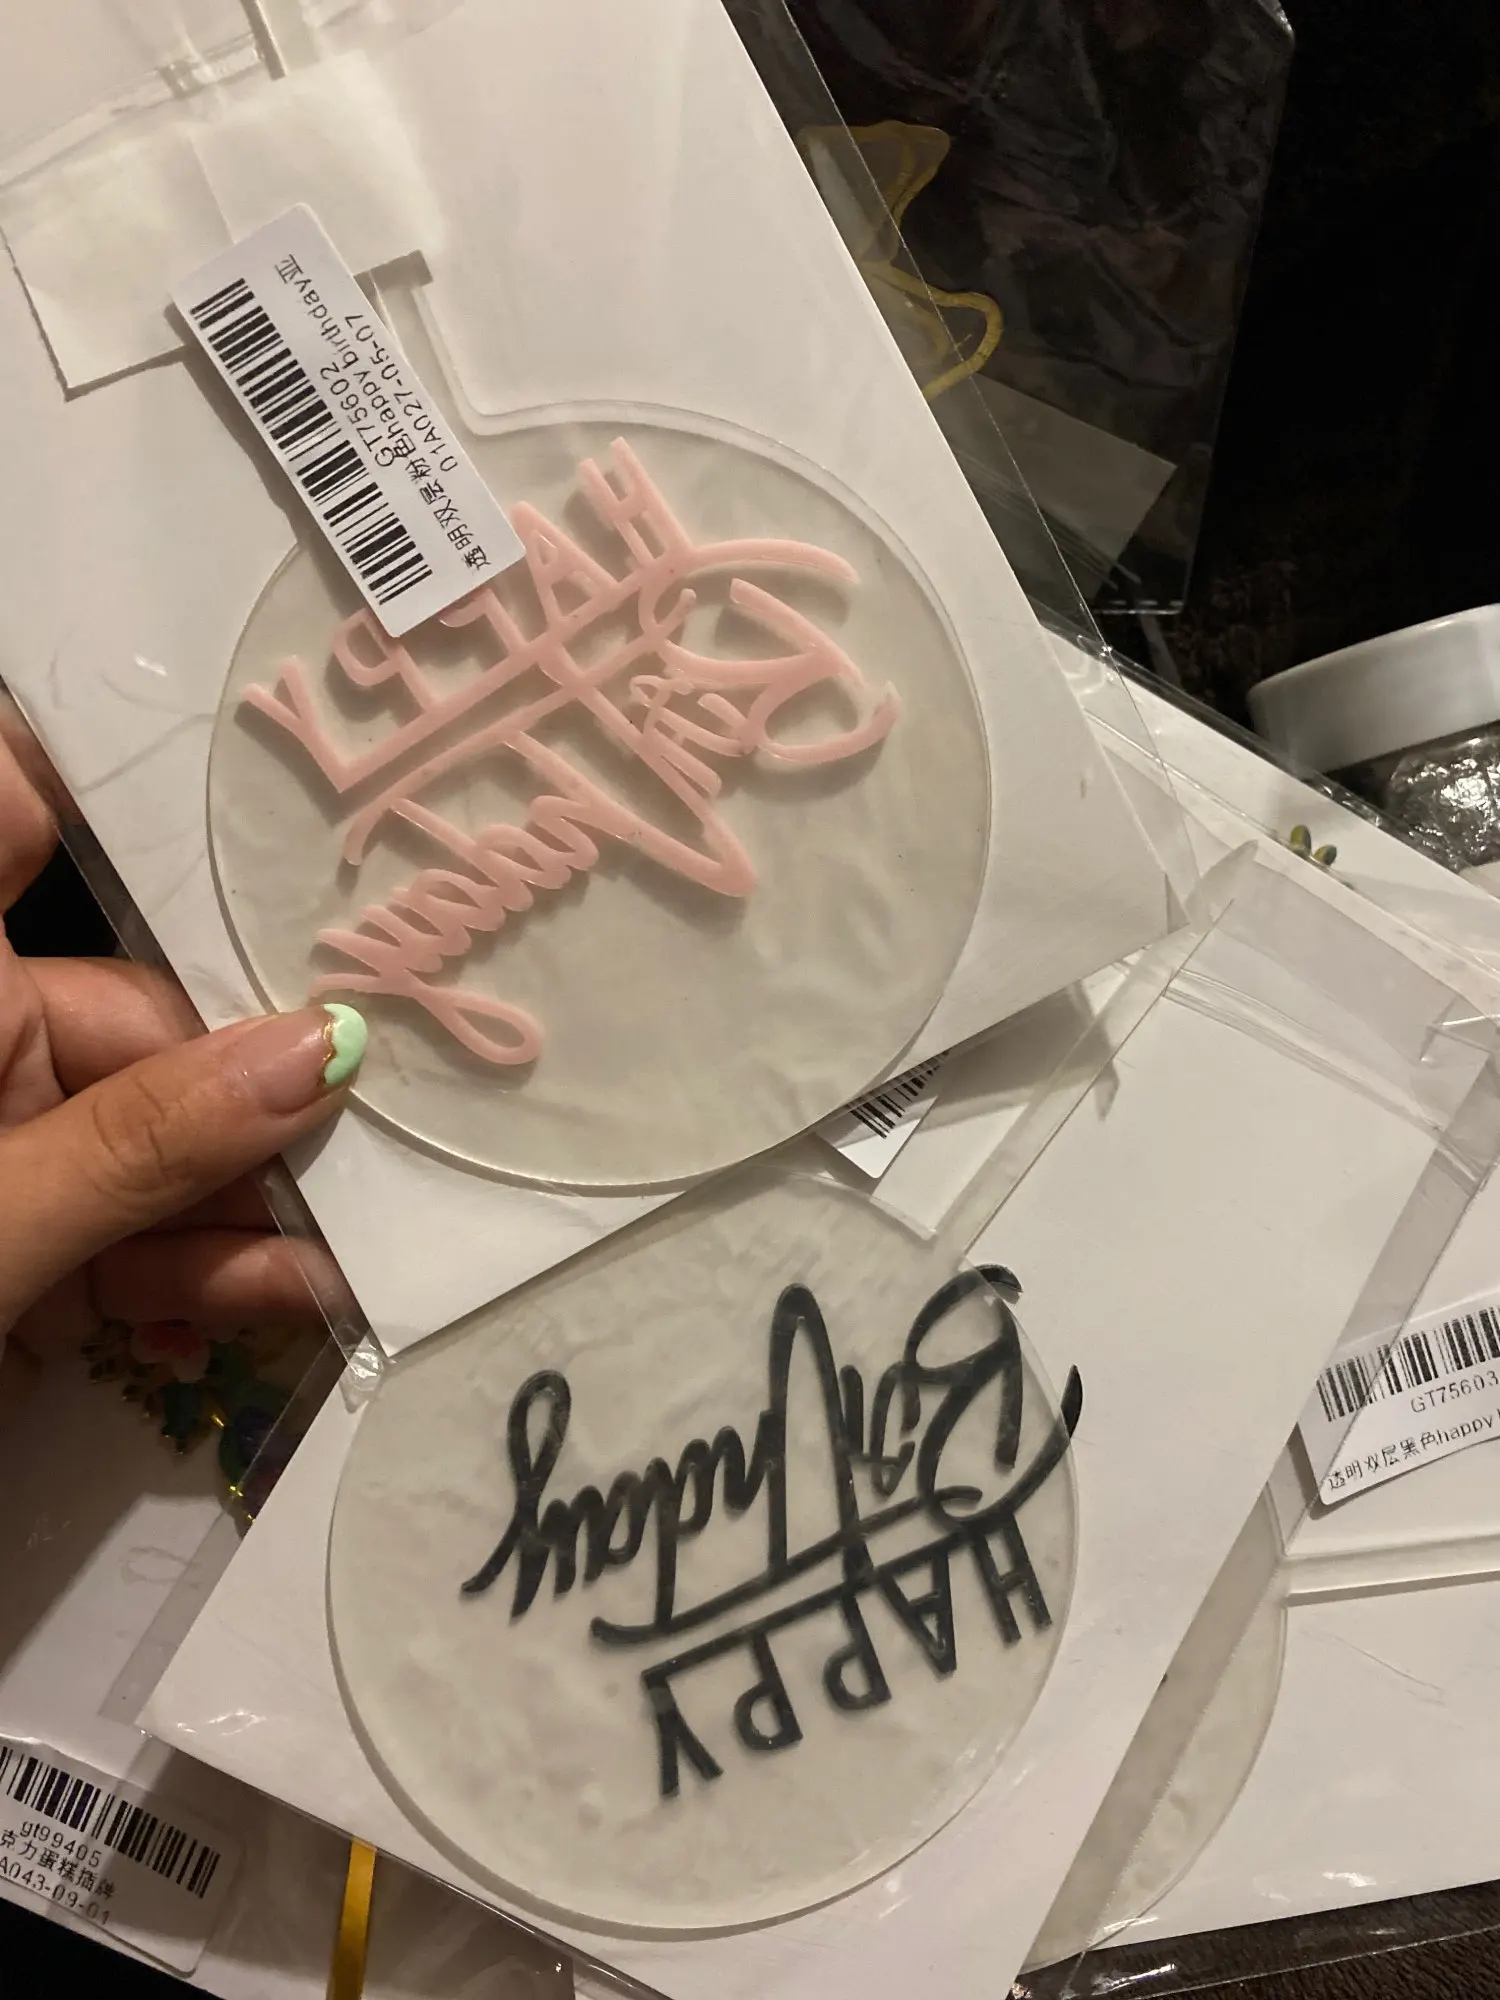 GT75602
透明双层粉色happy birthday亚
01A027-05-07
HAPPY
Birthday
Birthday
HAPPY
GT75603
透明双层黑色happy
gt99405
克力蛋糕插牌
A043-09-01